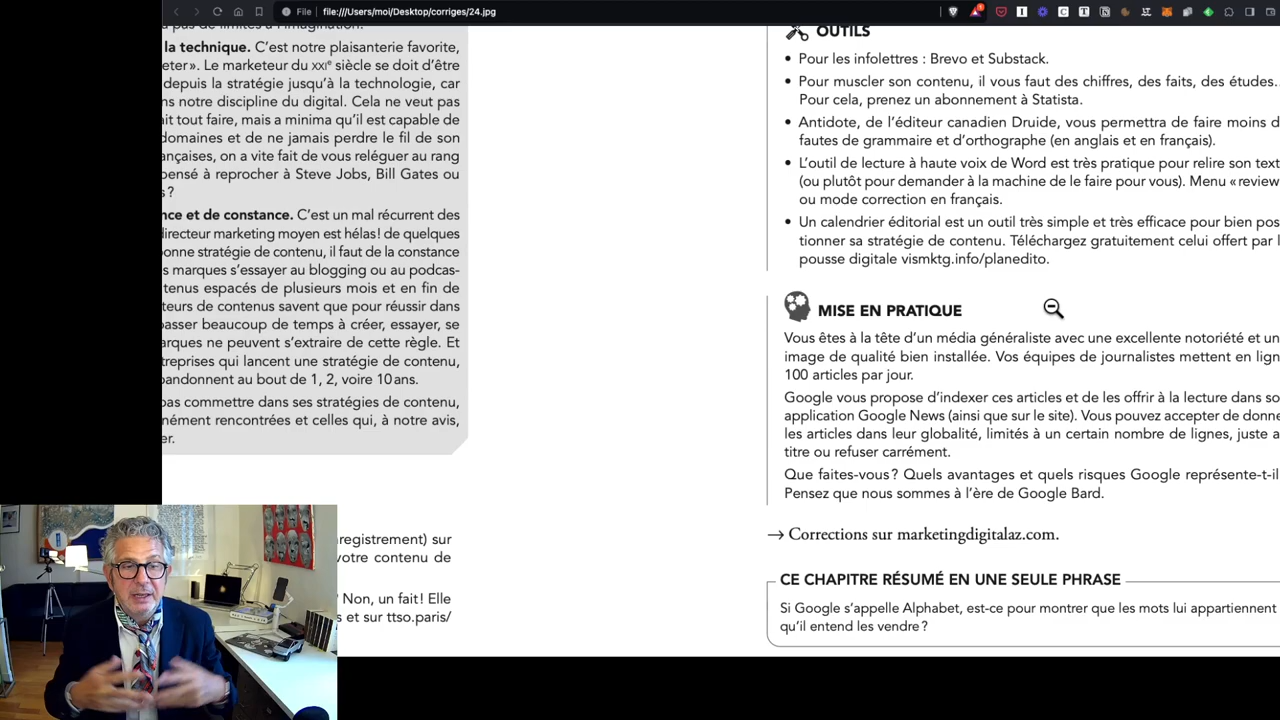 File
file:///Users/moi/Desktop/corriges/24.jpg
pas de limites à l'imagination.
la technique. C'est notre plaisanterie favorite,
eter ». Le marketeur du XXIe siècle se doit d'être
depuis la stratégie jusqu'à la technologie, car
ns notre discipline du digital. Cela ne veut pas
ait tout faire, mais a minima qu'il est capable de
domaines et de ne jamais perdre le fil de son
ançaises, on a vite fait de vous reléguer au rang
pensé à reprocher à Steve Jobs, Bill Gates ou
s ?
nce et de constance. C'est un mal récurrent des
directeur marketing moyen est hélas ! de quelques
onne stratégie de contenu, il faut de la constance
s marques s'essayer au blogging ou au podcas-
tenus espacés de plusieurs mois et en fin de
teurs de contenus savent que pour réussir dans
passer beaucoup de temps à créer, essayer, se
arques ne peuvent s'extraire de cette règle. Et
treprises qui lancent une stratégie de contenu,
bandonnent au bout de 1, 2, voire 10 ans.
pas commettre dans ses stratégies de contenu,
nément rencontrées et celles qui, à notre avis,
er.
nregistrement) sur
votre contenu de
? Non, un fait ! Elle
s et sur ttso.paris/
OUTILS
• Pour les infolettres : Brevo et Substack.
• Pour muscler son contenu, il vous faut des chiffres, des faits, des études…
Pour cela, prenez un abonnement à Statista.
• Antidote, de l'éditeur canadien Druide, vous permettra de faire moins d
fautes de grammaire et d'orthographe (en anglais et en français).
• L'outil de lecture à haute voix de Word est très pratique pour relire son text
(ou plutôt pour demander à la machine de le faire pour vous). Menu « review
ou mode correction en français.
• Un calendrier éditorial est un outil très simple et très efficace pour bien pos
tionner sa stratégie de contenu. Téléchargez gratuitement celui offert par l
pousse digitale vismktg.info/planedito.
MISE EN PRATIQUE
Vous êtes à la tête d'un média généraliste avec une excellente notoriété et un
image de qualité bien installée. Vos équipes de journalistes mettent en lign
100 articles par jour.
Google vous propose d'indexer ces articles et de les offrir à la lecture dans so
application Google News (ainsi que sur le site). Vous pouvez accepter de donne
les articles dans leur globalité, limités à un certain nombre de lignes, juste a
titre ou refuser carrément.
Que faites-vous ? Quels avantages et quels risques Google représente-t-il
Pensez que nous sommes à l'ère de Google Bard.
→ Corrections sur marketingdigitalaz.com.
CE CHAPITRE RÉSUMÉ EN UNE SEULE PHRASE
Si Google s'appelle Alphabet, est-ce pour montrer que les mots lui appartiennent
qu'il entend les vendre ?